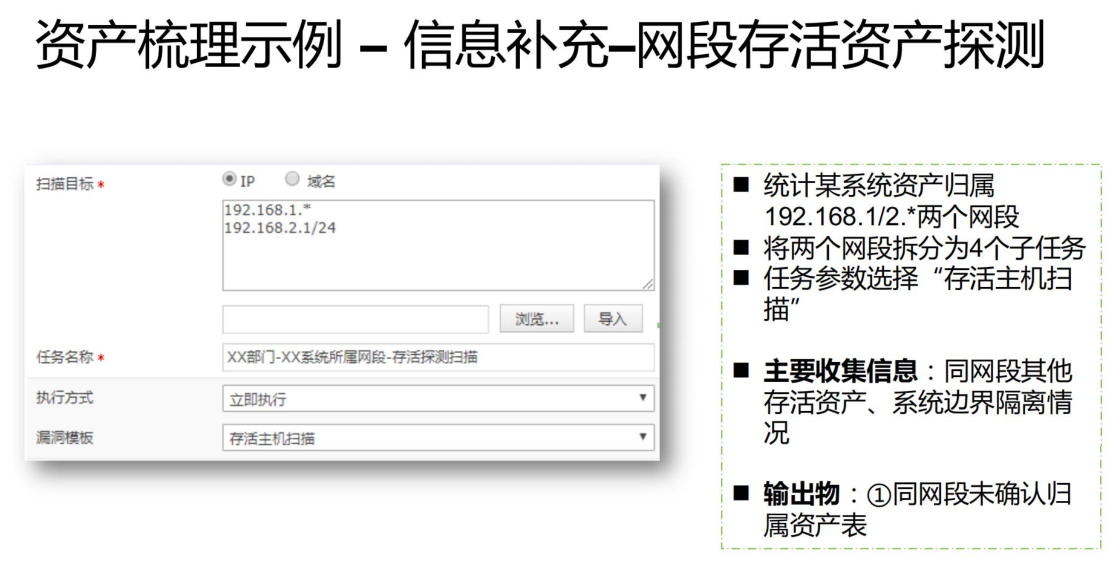 资产梳理示例 – 信息补充–网段存活资产探测
扫描目标 *
IP 域名
192.168.1.*
192.168.2.1/24
浏览... 导入
任务名称 *
XX部门-XX系统所属网段-存活探测扫描
执行方式
立即执行
漏洞模板
存活主机扫描
■ 统计某系统资产归属
192.168.1/2.*两个网段
■ 将两个网段拆分为4个子任务
■ 任务参数选择“存活主机扫
描”
■ 主要收集信息：同网段其他
存活资产、系统边界隔离情
况
■ 输出物：①同网段未确认归
属资产表